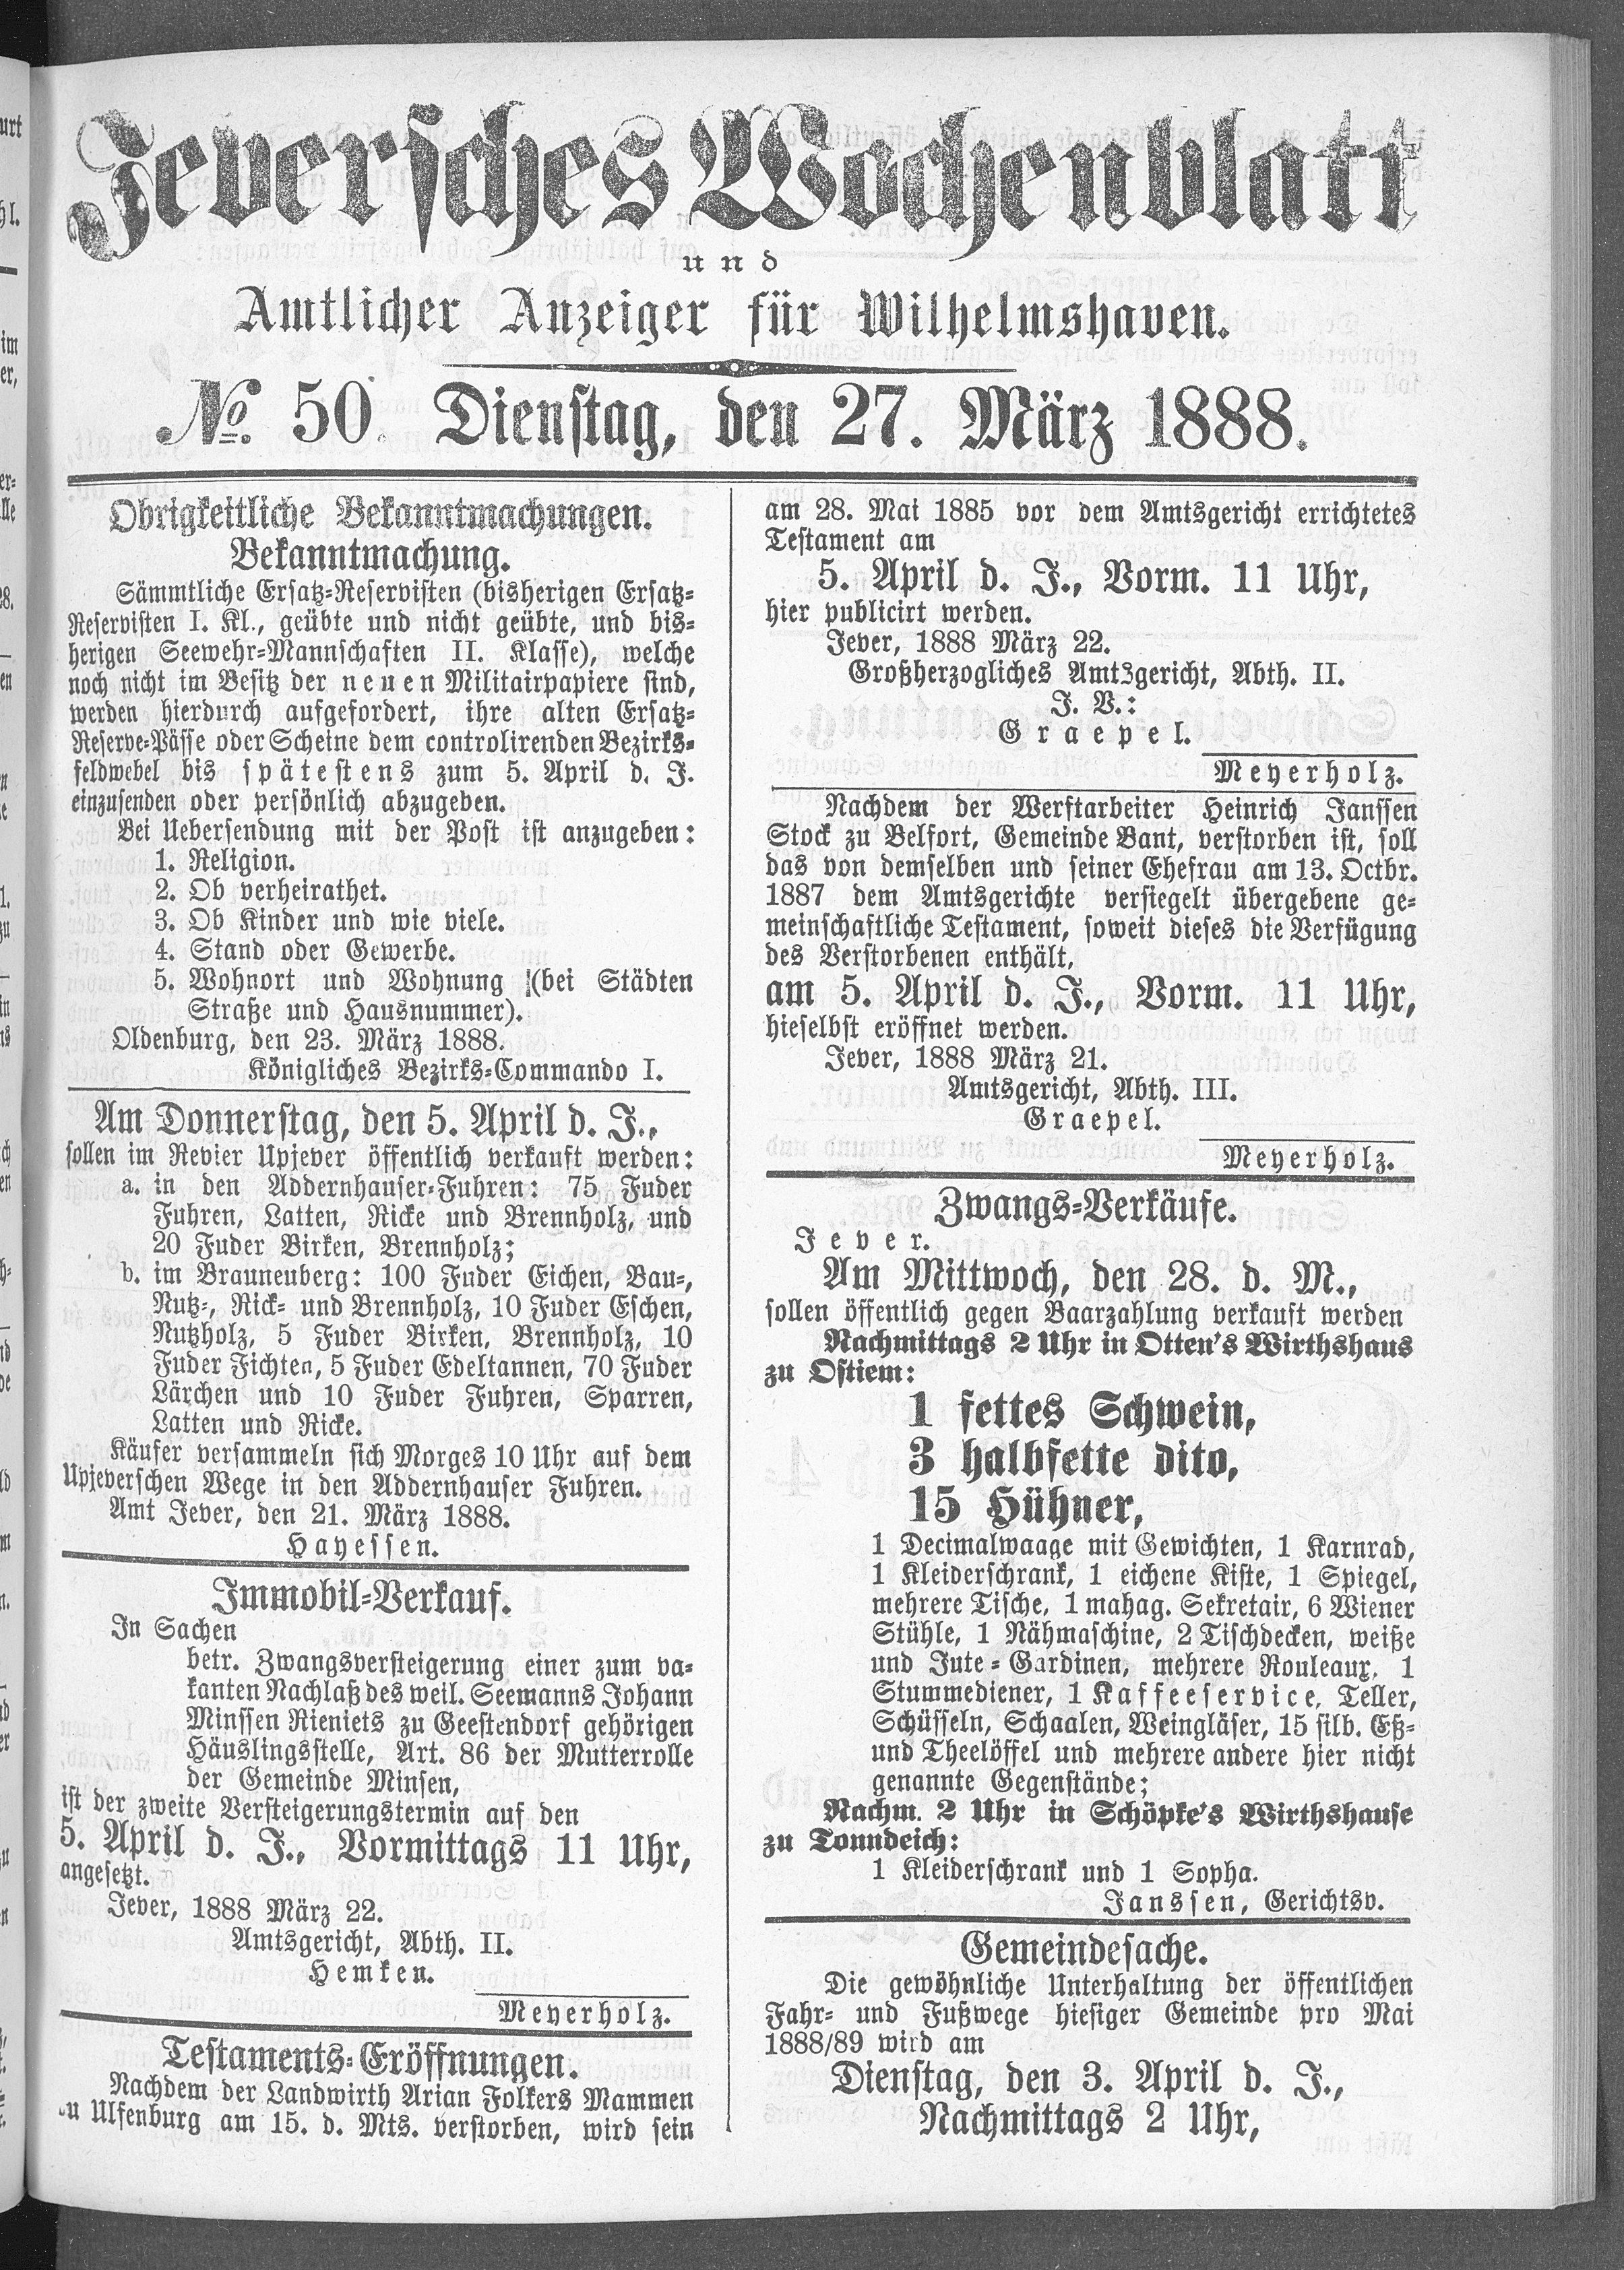 Jeversches Wochenblatt
und
Amtlicher Anzeiger für Wilhelmshaven.
No. 50. Dienstag, den 27. März 1888.
Obrigkeitliche Bekanntmachungen.
Bekanntmachung.
Sämmtliche Ersatz-Reservisten (bisherigen Ersatz-
Reservisten I. Kl., geübte und nicht geübte, und bis-
herigen Seewehr-Mannschaften II. Klasse), welche
noch nicht im Besitz der neuen Militairpapiere sind,
werden hierdurch aufgefordert, ihre alten Ersatz-
Reserve-Pässe oder Scheine dem controlirenden Bezirks-
feldwebel bis spätestens zum 5. April d. J.
einzusenden oder persönlich abzugeben.
Bei Uebersendung mit der Post ist anzugeben:
1. Religion.
2. Ob verheirathet.
3. Ob Kinder und wie viele.
4. Stand oder Gewerbe.
5. Wohnort und Wohnung (bei Städten
Straße und Hausnummer).
Oldenburg, den 23. März 1888.
Königliches Bezirks-Commando I.
Am Donnerstag, den 5. April d. J.,
sollen im Revier Upjever öffentlich verkauft werden:
a. in den Addernhauser-Fuhren: 75 Fuder
Fuhren, Latten, Ricke und Brennholz, und
20 Fuder Birken, Brennholz;
b. im Brauneuberg: 100 Fuder Eichen, Bau-,
Nutz-, Rick- und Brennholz, 10 Fuder Eschen,
Nutzholz, 5 Fuder Birken, Brennholz, 10
Fuder Fichten, 5 Fuder Edeltannen, 70 Fuder
Lärchen und 10 Fuder Fuhren, Sparren,
Latten und Ricke.
Käufer versammeln sich Morges 10 Uhr auf dem
Upjeverschen Wege in den Addernhauser Fuhren.
Amt Jever, den 21. März 1888.
Hayessen.
Immobil-Verkauf.
In Sachen
betr. Zwangsversteigerung einer zum va-
kanten Nachlaß des weil. Seemanns Johann
Minssen Rieniets zu Geestendorf gehörigen
Häuslingsstelle, Art. 86 der Mutterrolle
der Gemeinde Minsen,
ist der zweite Versteigerungstermin auf den
5. April d. J., Vormittags 11 Uhr,
angesetzt.
Jever, 1888 März 22.
Amtsgericht, Abth. II.
Hemken.
Meyerholz.
Testaments-Eröffnungen.
Nachdem der Landwirth Arian Folkers Mammen
zu Ulfenburg am 15. d. Mts. verstorben, wird sein
am 28. Mai 1885 vor dem Amtsgericht errichtetes
Testament am
5. April d. J., Vorm. 11 Uhr,
hier publicirt werden.
Jever, 1888 März 22.
Großherzogliches Amtsgericht, Abth. II.
J. V.:
Graepel.
Meyerholz.
Nachdem der Werftarbeiter Heinrich Janssen
Stock zu Belfort, Gemeinde Bant, verstorben ist, soll
das von demselben und seiner Ehefrau am 13. Octbr.
1887 dem Amtsgerichte versiegelt übergebene ge-
meinschaftliche Testament, soweit dieses die Verfügung
des Verstorbenen enthält,
am 5. April d. J., Vorm. 11 Uhr,
hieselbst eröffnet werden.
Jever, 1888 März 21.
Amtsgericht, Abth. III.
Graepel.
Meyerholz.
Zwangs-Verkäufe.
Jever.
Am Mittwoch, den 28. d. M.,
sollen öffentlich gegen Baarzahlung verkauft werden
Nachmittags 2 Uhr in Otten's Wirthshaus
zu Ostiem:
1 fettes Schwein,
3 halbfette dito,
15 Hühner,
1 Decimalwaage mit Gewichten, 1 Karnrad,
1 Kleiderschrank, 1 eichene Kiste, 1 Spiegel,
mehrere Tische, 1 mahag. Sekretair, 6 Wiener
Stühle, 1 Nähmaschine, 2 Tischdecken, weiße
und Jute-Gardinen, mehrere Rouleaux, 1
Stummediener, 1 Kaffeeservice, Teller,
Schüsseln, Schaalen, Weingläser, 15 silb. Eß-
und Theelöffel und mehrere andere hier nicht
genannte Gegenstände;
Nachm. 2 Uhr in Schöpke's Wirthshause
zu Tonndeich:
1 Kleiderschrank und 1 Sopha.
Janssen, Gerichtsv.
Gemeindesache.
Die gewöhnliche Unterhaltung der öffentlichen
Fahr- und Fußwege hiesiger Gemeinde pro Mai
1888/89 wird am
Dienstag, den 3. April d. J.,
Nachmittags 2 Uhr,